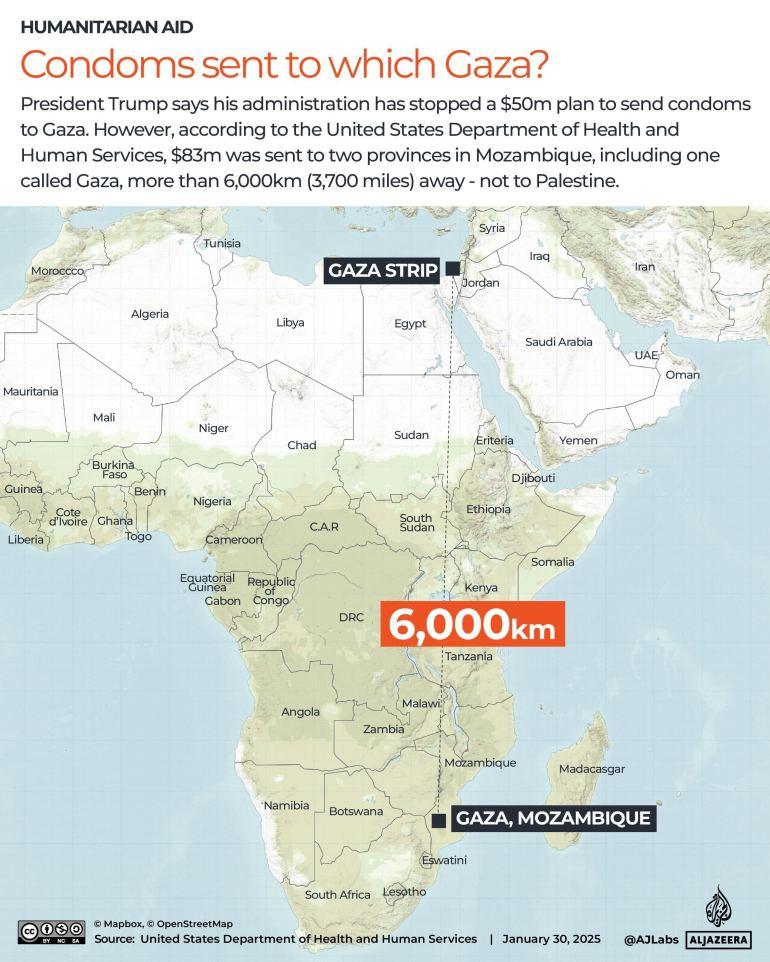 HUMANITARIAN AID
Condoms sent to which Gaza?
President Trump says his administration has stopped a $50m plan to send condoms
to Gaza. However, according to the United States Department of Health and
Human Services, $83m was sent to two provinces in Mozambique, including one
called Gaza, more than 6,000km (3,700 miles) away - not to Palestine.
Syria
Tunisia
Iraq
Iran
Moroccco
GAZA STRIP
Jordan
Algeria
Libya
Egypt
Saudi Arabia
UAE
Oman
Mauritania
Mali
Niger
Chad
Sudan
Eriteria
Yemen
Burkina
Faso
Djibouti
Guinea
Benin
Nigeria
Ethiopia
Cote
d'Ivoire
Ghana
C.A.R
South
Sudan
Liberia
Togo
Cameroon
Somalia
Equatorial
Guinea
Republic
of
Congo
Gabon
Kenya
DRC
6,000km
Tanzania
Angola
Malawi
Zambia
Mozambique
Madacasgar
Namibia
Botswana
GAZA, MOZAMBIQUE
Eswatini
South Africa
Lesotho
cc
BY NC SA
© Mapbox, © OpenStreetMap
Source: United States Department of Health and Human Services | January 30, 2025
@AJLabs
ALJAZEERA